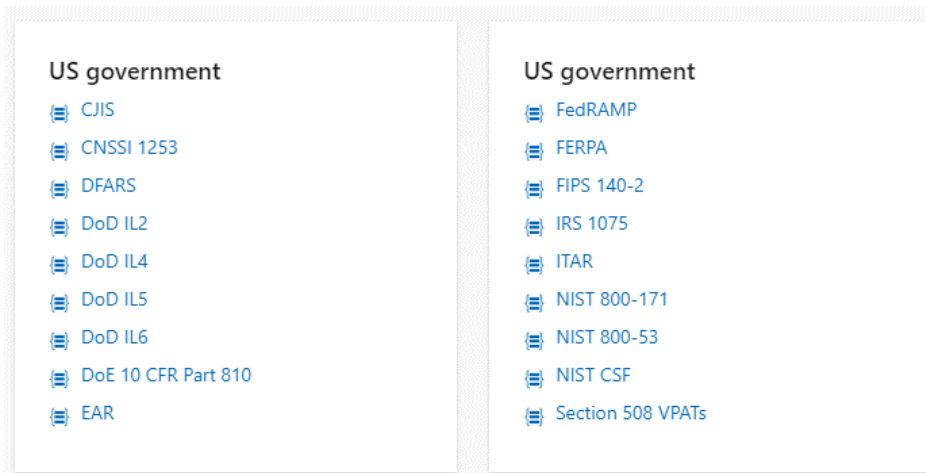 US government
CJIS
CNSSI 1253
DFARS
DoD IL2
DoD IL4
DoD IL5
DoD IL6
DoE 10 CFR Part 810
EAR
US government
FedRAMP
FERPA
FIPS 140-2
IRS 1075
ITAR
NIST 800-171
NIST 800-53
NIST CSF
Section 508 VPATs